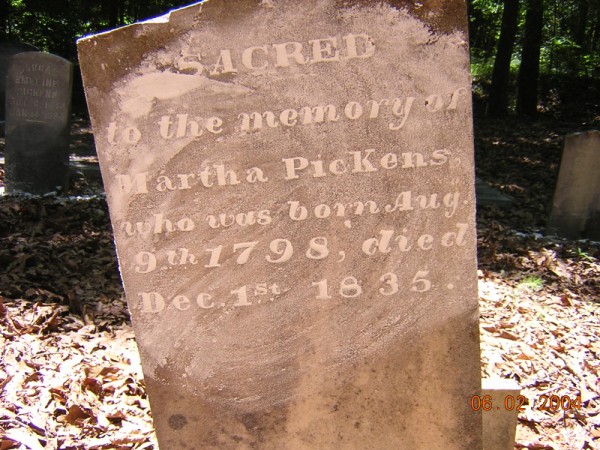 SACRED
to the memory of
Martha Pickens.
who was born Aug.
9th 1798, died
Dec. 1st 1835.
06.02.2004